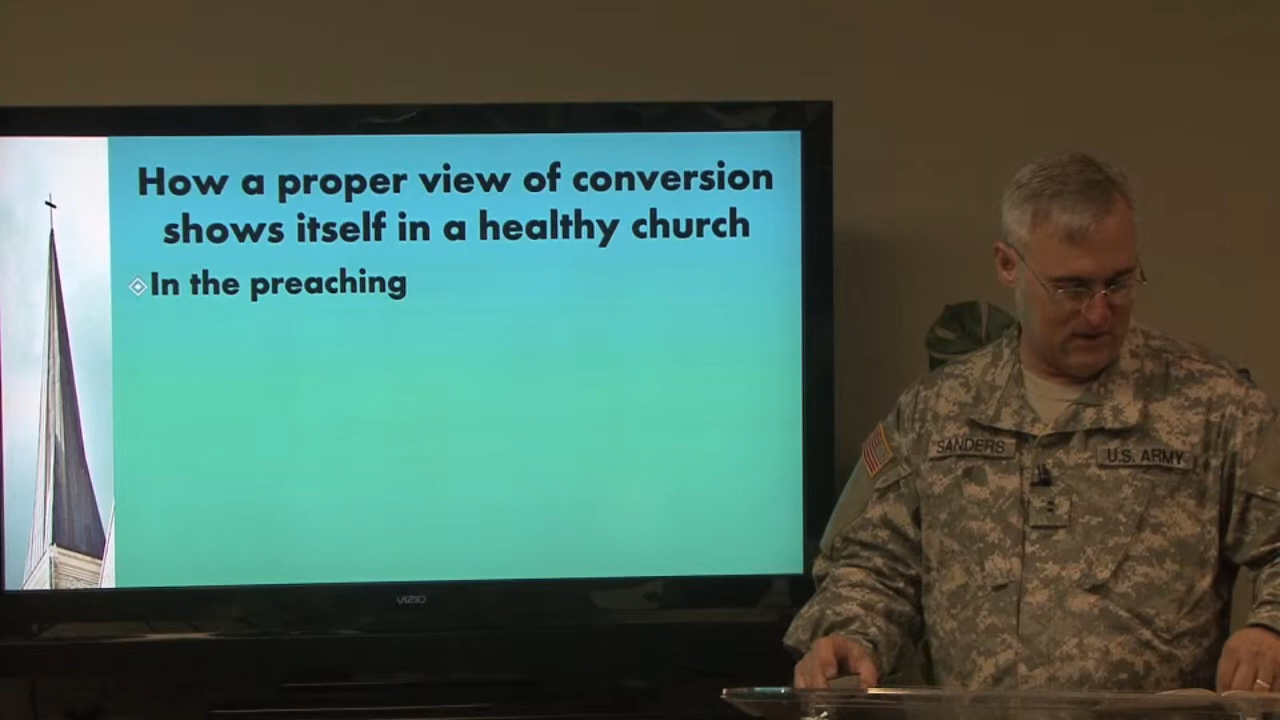 How a proper view of conversion
shows itself in a healthy church
In the preaching
VIZIO
SANDERS
U.S. ARMY